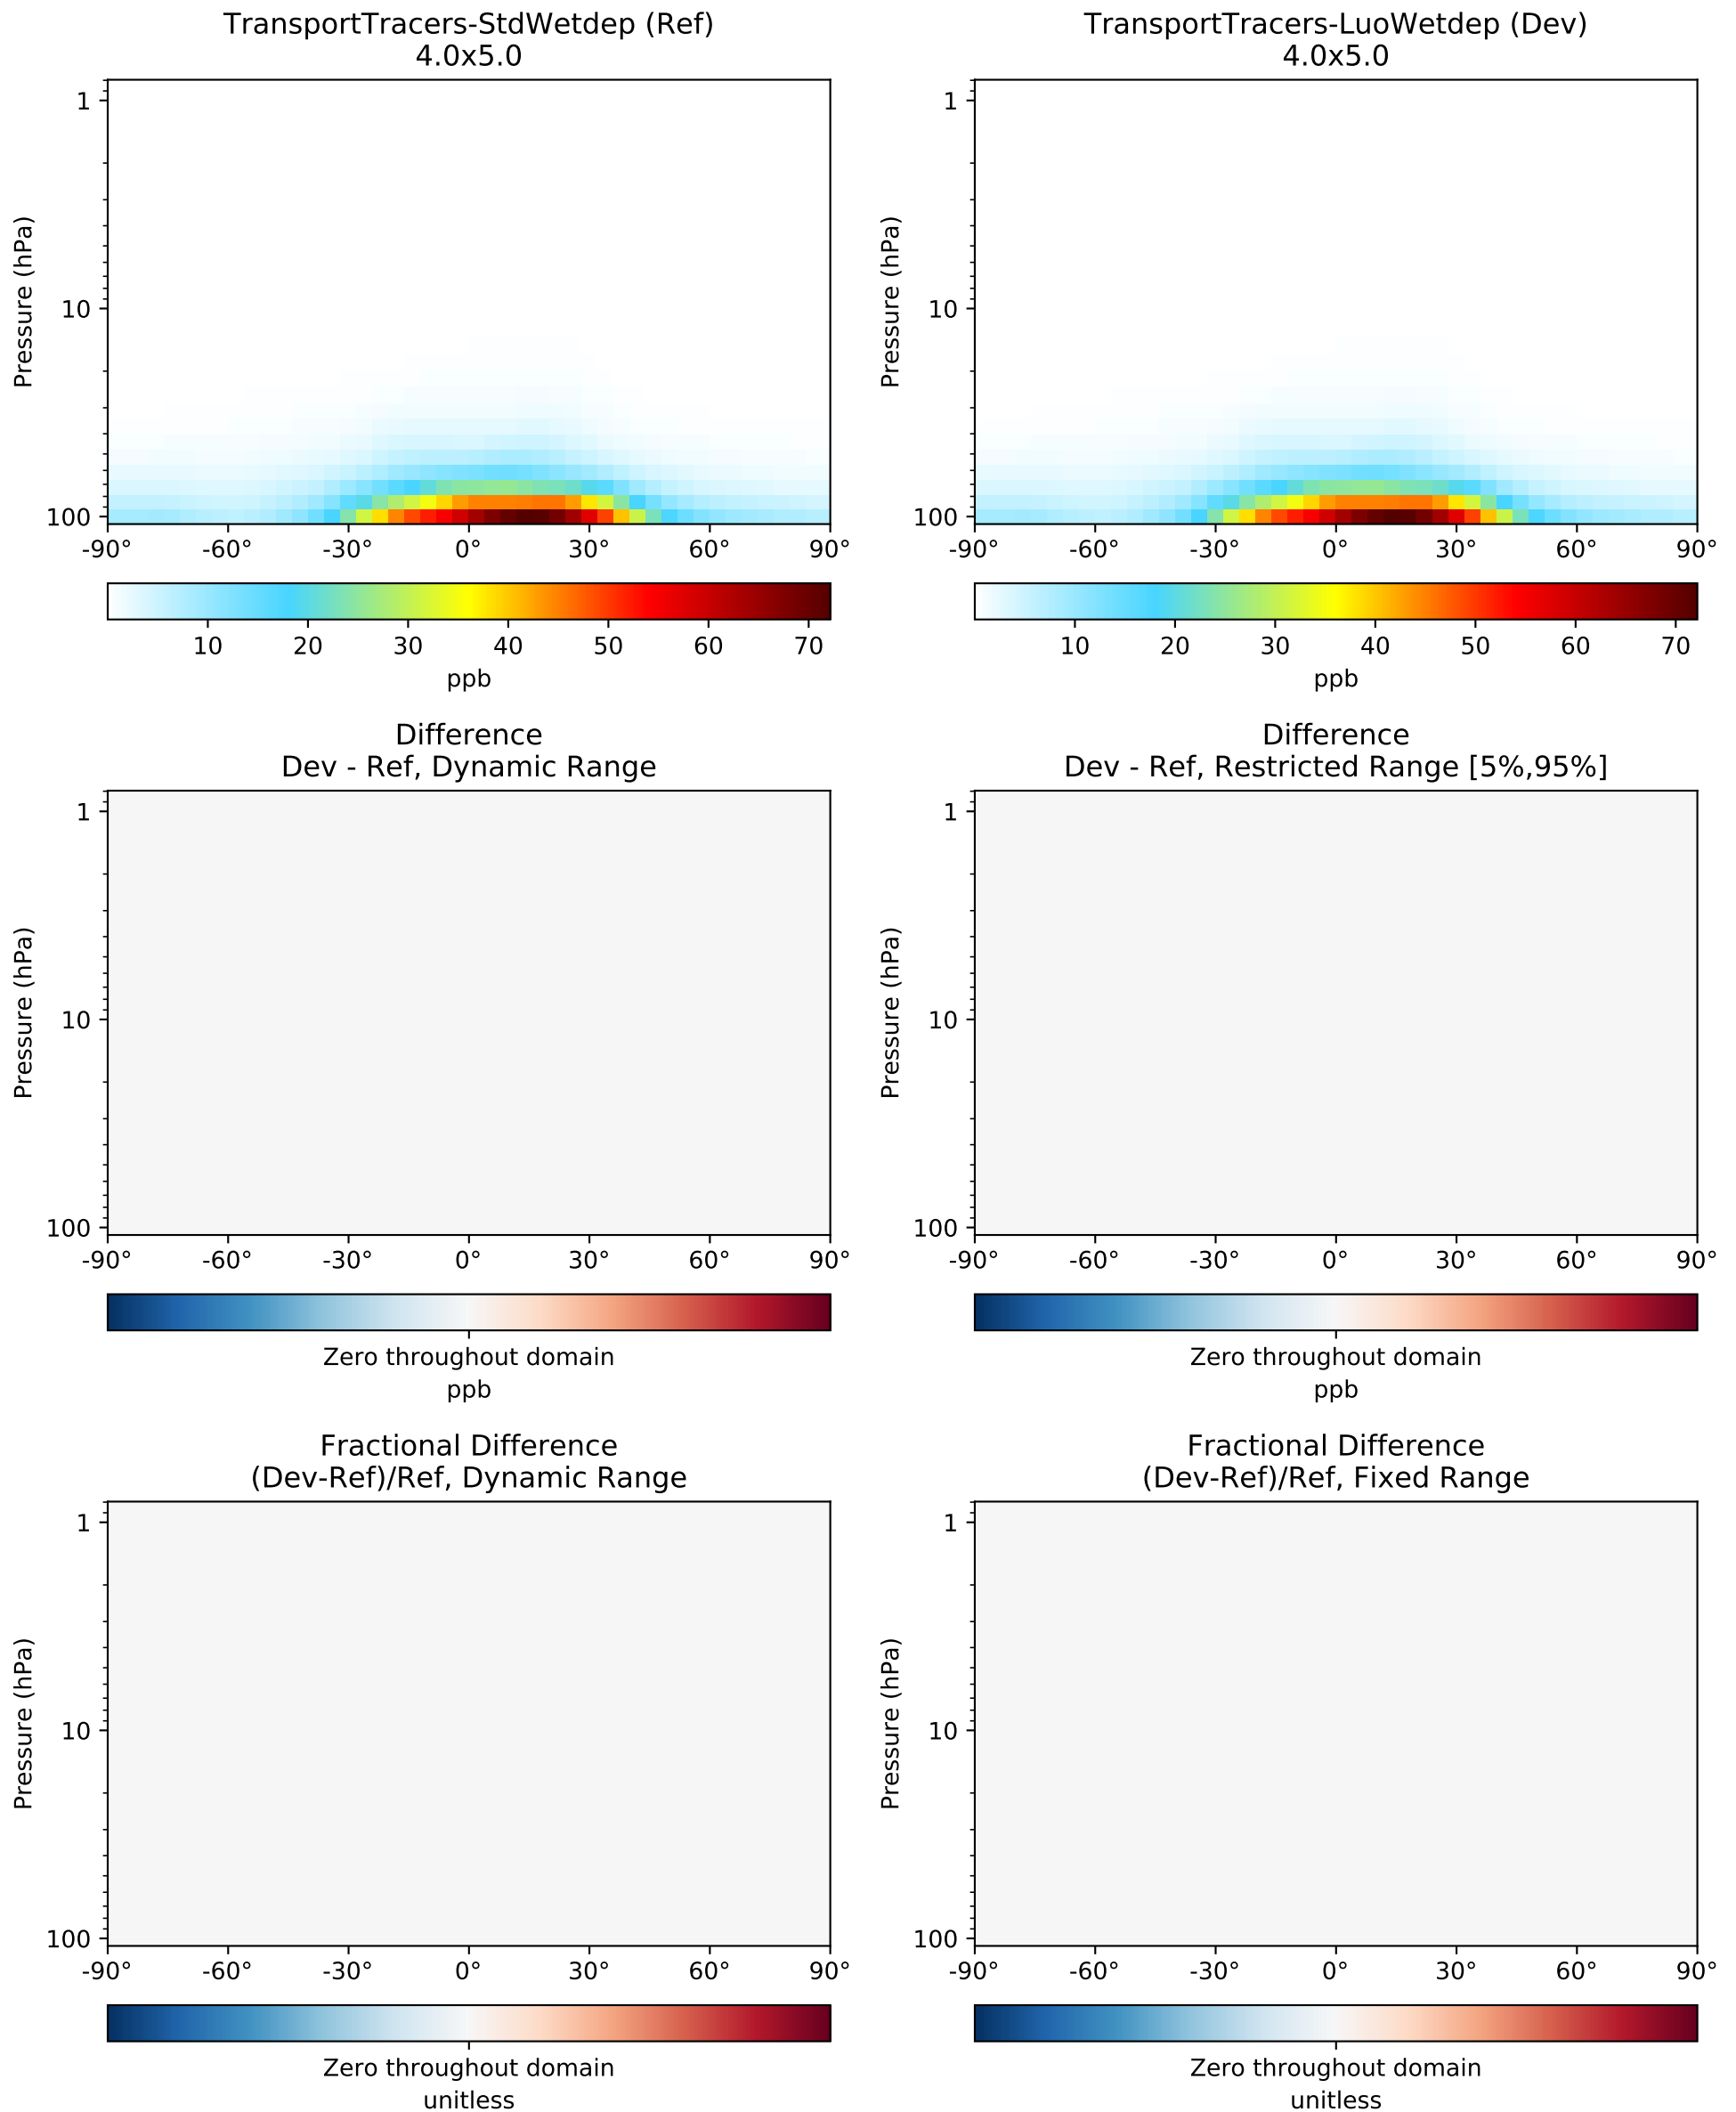 TransportTracers-StdWetdep (Ref)
4.0x5.0
Pressure (hPa)
1
10
100
-90° -60° -30° 0° 30° 60° 90°
10 20 30 40 50 60 70
ppb
TransportTracers-LuoWetdep (Dev)
4.0x5.0
Pressure (hPa)
1
10
100
-90° -60° -30° 0° 30° 60° 90°
10 20 30 40 50 60 70
ppb
Difference
Dev - Ref, Dynamic Range
Pressure (hPa)
1
10
100
-90° -60° -30° 0° 30° 60° 90°
Zero throughout domain
ppb
Difference
Dev - Ref, Restricted Range [5%,95%]
Pressure (hPa)
1
10
100
-90° -60° -30° 0° 30° 60° 90°
Zero throughout domain
ppb
Fractional Difference
(Dev-Ref)/Ref, Dynamic Range
Pressure (hPa)
1
10
100
-90° -60° -30° 0° 30° 60° 90°
Zero throughout domain
unitless
Fractional Difference
(Dev-Ref)/Ref, Fixed Range
Pressure (hPa)
1
10
100
-90° -60° -30° 0° 30° 60° 90°
Zero throughout domain
unitless